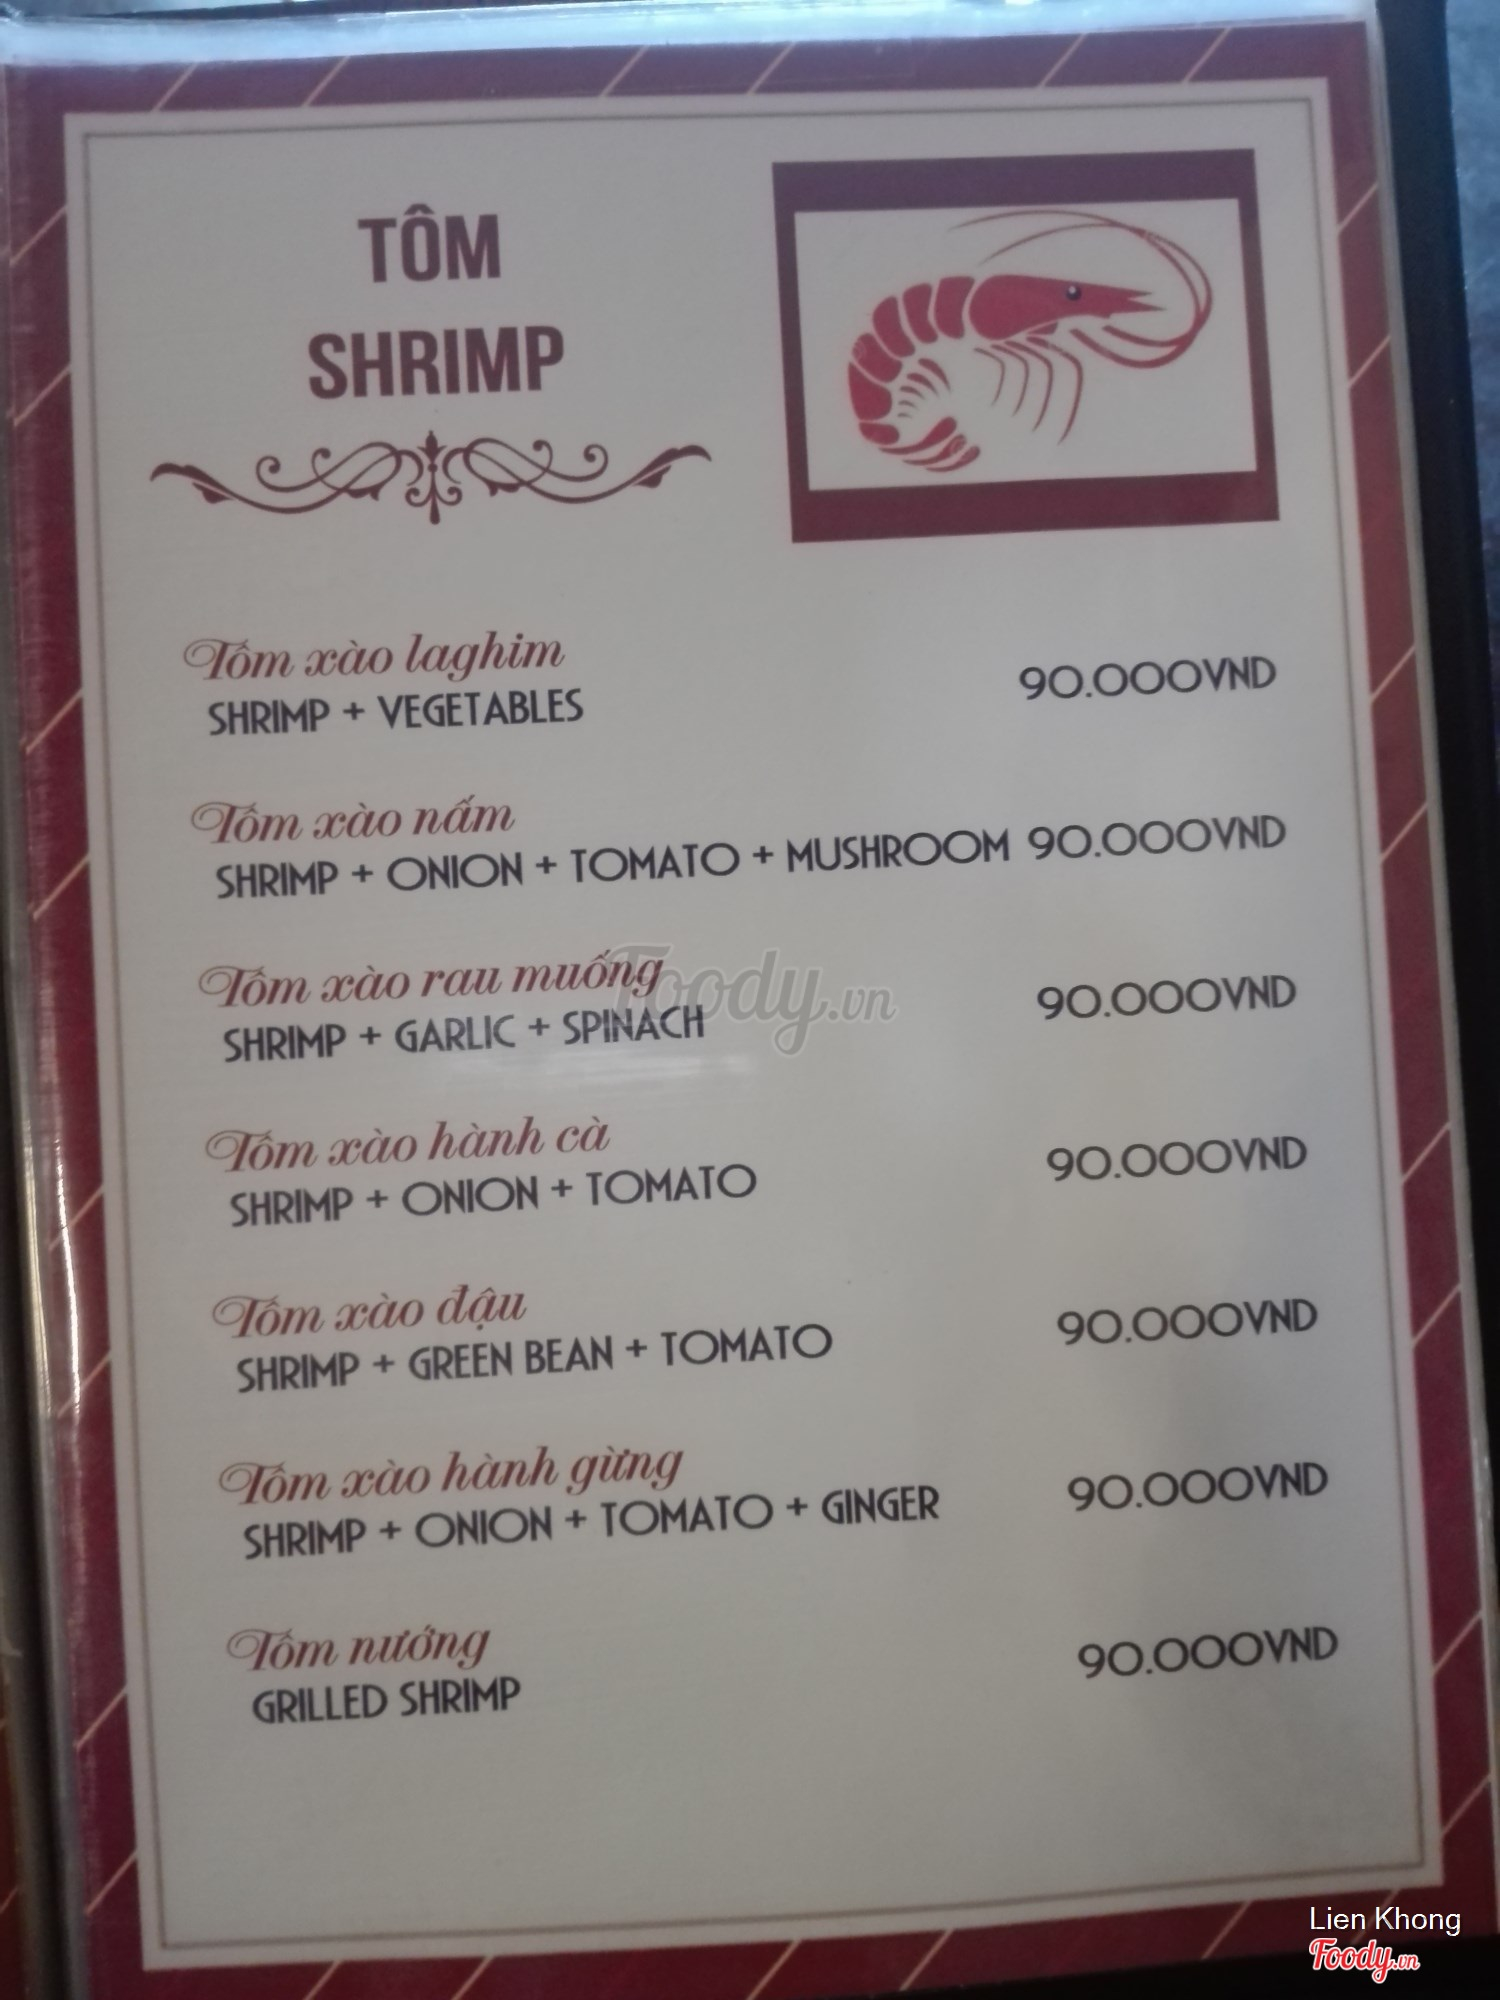 TÔM
SHRIMP
Tôm xào laghim
SHRIMP + VEGETABLES
90.000VND
Tôm xào nấm
SHRIMP + ONION + TOMATO + MUSHROOM 90.000VND
Tôm xào rau muống
SHRIMP + GARLIC + SPINACH
90.000VND
Foody.vn
Tôm xào hành cà
SHRIMP + ONION + TOMATO
90.000VND
Tôm xào đậu
SHRIMP + GREEN BEAN + TOMATO
90.000VND
Tôm xào hành gừng
SHRIMP + ONION + TOMATO + GINGER
90.000VND
Tôm nướng
GRILLED SHRIMP
90.000VND
Lien Khong
Foody.vn